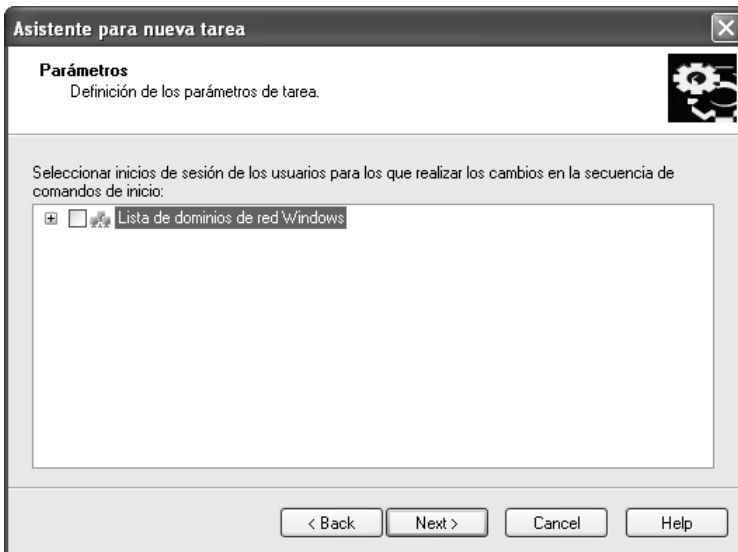 Asistente para nueva tarea
Parámetros
Definición de los parámetros de tarea.
Seleccionar inicios de sesión de los usuarios para los que realizar los cambios en la secuencia de
comandos de inicio:
Lista de dominios de red Windows
< Back Next > Cancel Help